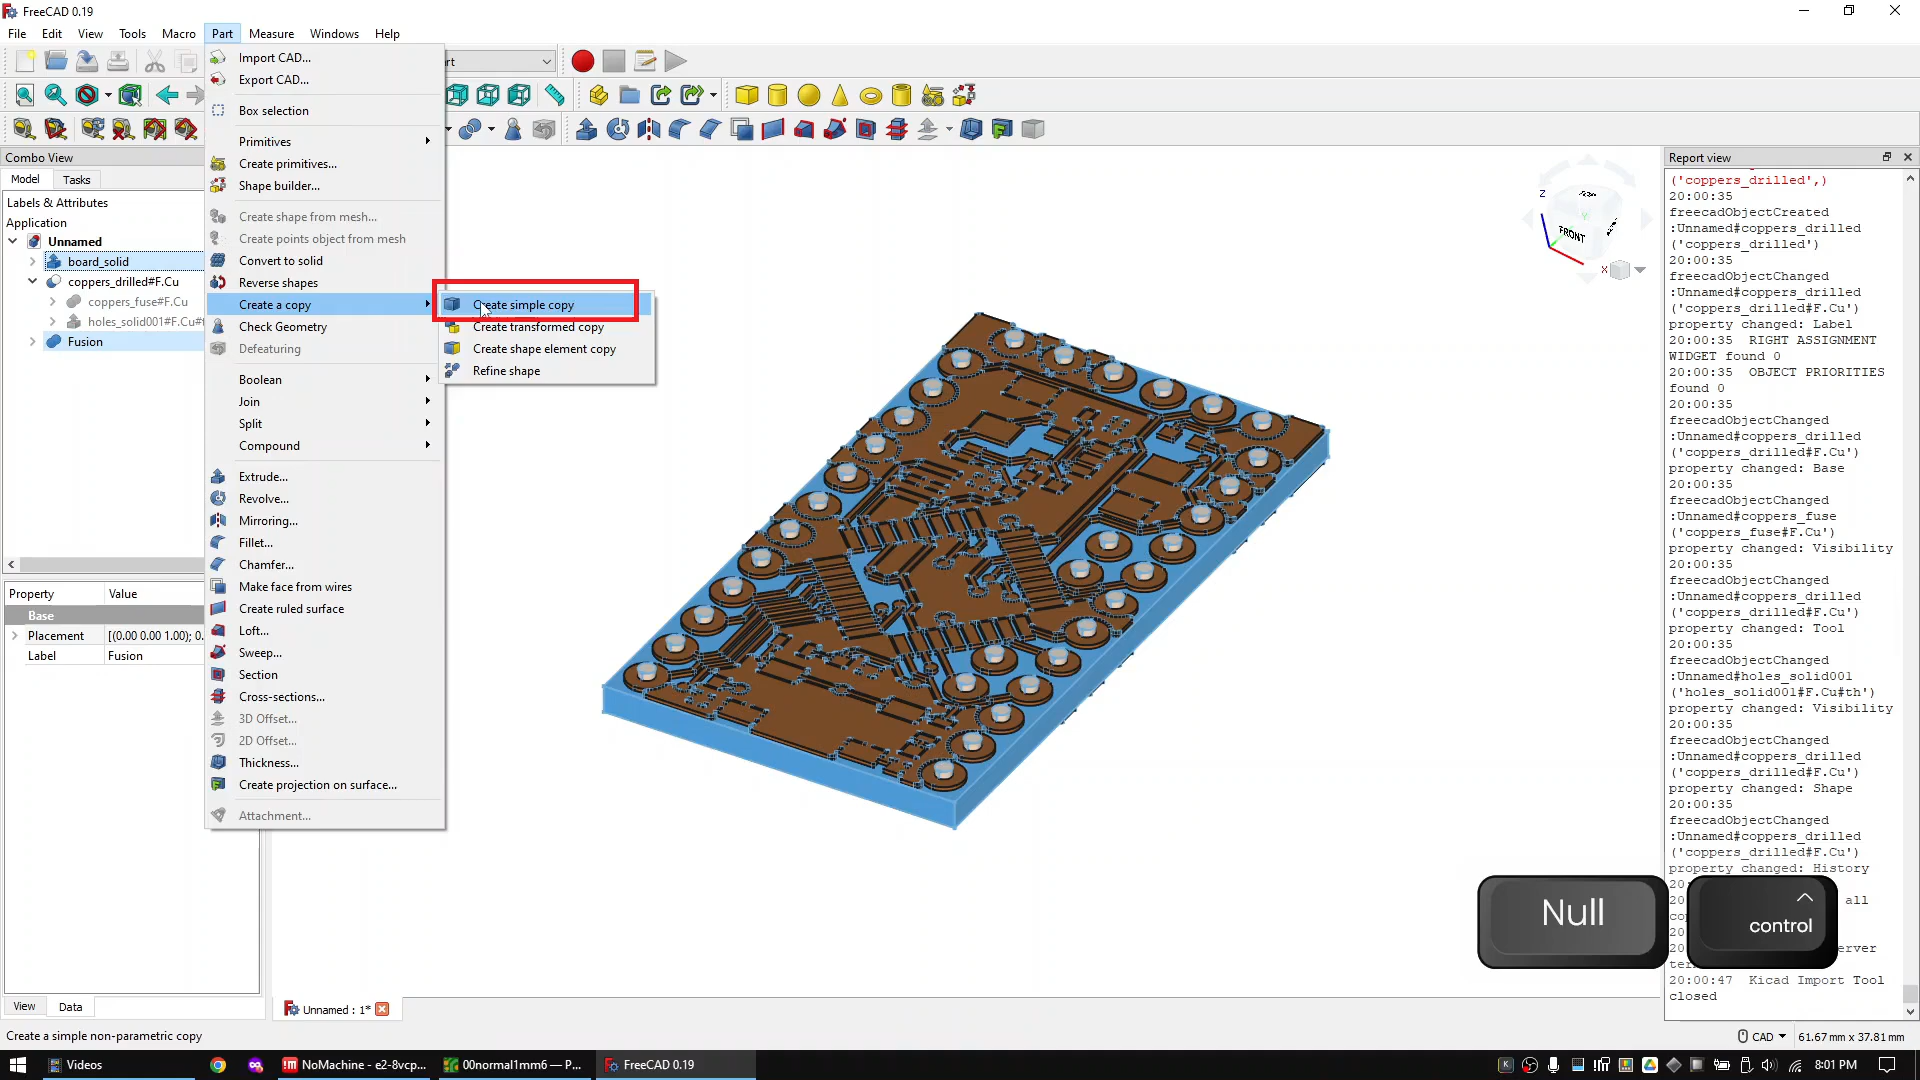 FreeCAD 0.19
File Edit View Tools Macro Part Measure Windows Help
Import CAD...
Export CAD...
Box selection
Primitives
Create primitives...
Shape builder...
Create shape from mesh...
Create points object from mesh
Convert to solid
Reverse shapes
Create a copy
Check Geometry
Defeaturing
Boolean
Join
Split
Compound
Extrude...
Revolve...
Mirroring...
Fillet...
Chamfer...
Make face from wires
Create ruled surface
Loft...
Sweep...
Section
Cross-sections...
3D Offset...
2D Offset...
Thickness...
Create projection on surface...
Attachment...
Create simple copy
Create transformed copy
Create shape element copy
Refine shape
rt
Combo View
Model Tasks
Labels & Attributes
Application
Unnamed
board_solid
coppers_drilled#F.Cu
coppers_fuse#F.Cu
holes_solid001#F.Cu#t
Fusion
Property Value
Base
Placement [(0.00 0.00 1.00); 0.
Label Fusion
View Data
Unnamed : 1*
Z
Y
X
FRONT
Report view
('coppers_drilled',)
20:00:35
freecadObjectCreated
:Unnamed#coppers_drilled
('coppers_drilled')
20:00:35
freecadObjectChanged
:Unnamed#coppers_drilled
('coppers_drilled#F.Cu')
property changed: Label
20:00:35 RIGHT ASSIGNMENT
WIDGET found 0
20:00:35 OBJECT PRIORITIES
found 0
20:00:35
freecadObjectChanged
:Unnamed#coppers_drilled
('coppers_drilled#F.Cu')
property changed: Base
20:00:35
freecadObjectChanged
:Unnamed#coppers_fuse
('coppers_fuse#F.Cu')
property changed: Visibility
20:00:35
freecadObjectChanged
:Unnamed#coppers_drilled
('coppers_drilled#F.Cu')
property changed: Tool
20:00:35
freecadObjectChanged
:Unnamed#holes_solid001
('holes_solid001#F.Cu#th')
property changed: Visibility
20:00:35
freecadObjectChanged
:Unnamed#coppers_drilled
('coppers_drilled#F.Cu')
property changed: Shape
20:00:35
freecadObjectChanged
:Unnamed#coppers_drilled
('coppers_drilled#F.Cu')
property changed: History
20
20 all
co
20
20 erver
ter
20:00:47 Kicad Import Tool
closed
Null
control
Create a simple non-parametric copy
CAD
61.67 mm x 37.81 mm
Videos
NoMachine - e2-8vcp...
00normal1mm6 — P...
FreeCAD 0.19
8:01 PM